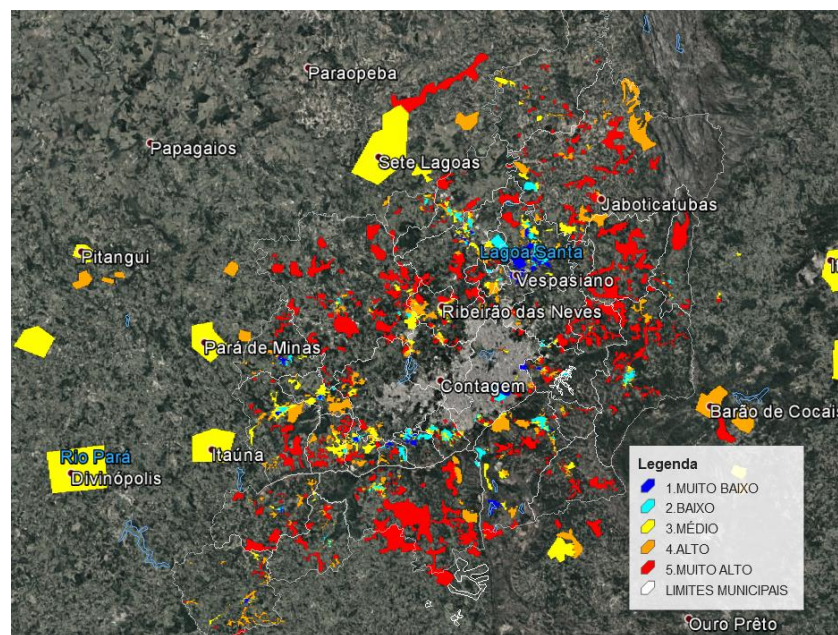 Paraopeba
Papagaios
Sete Lagoas
Jaboticatubas
Pitangui
Lagoa Santa
Vespasiano
Ribeirão das Neves
Pará de Minas
Contagem
Barão de Cocais
Rio Pará
Itaúna
Divinópolis
Legenda
1.MUITO BAIXO
2.BAIXO
3.MÉDIO
4.ALTO
5.MUITO ALTO
LIMITES MUNICIPAIS
Ouro Prêto